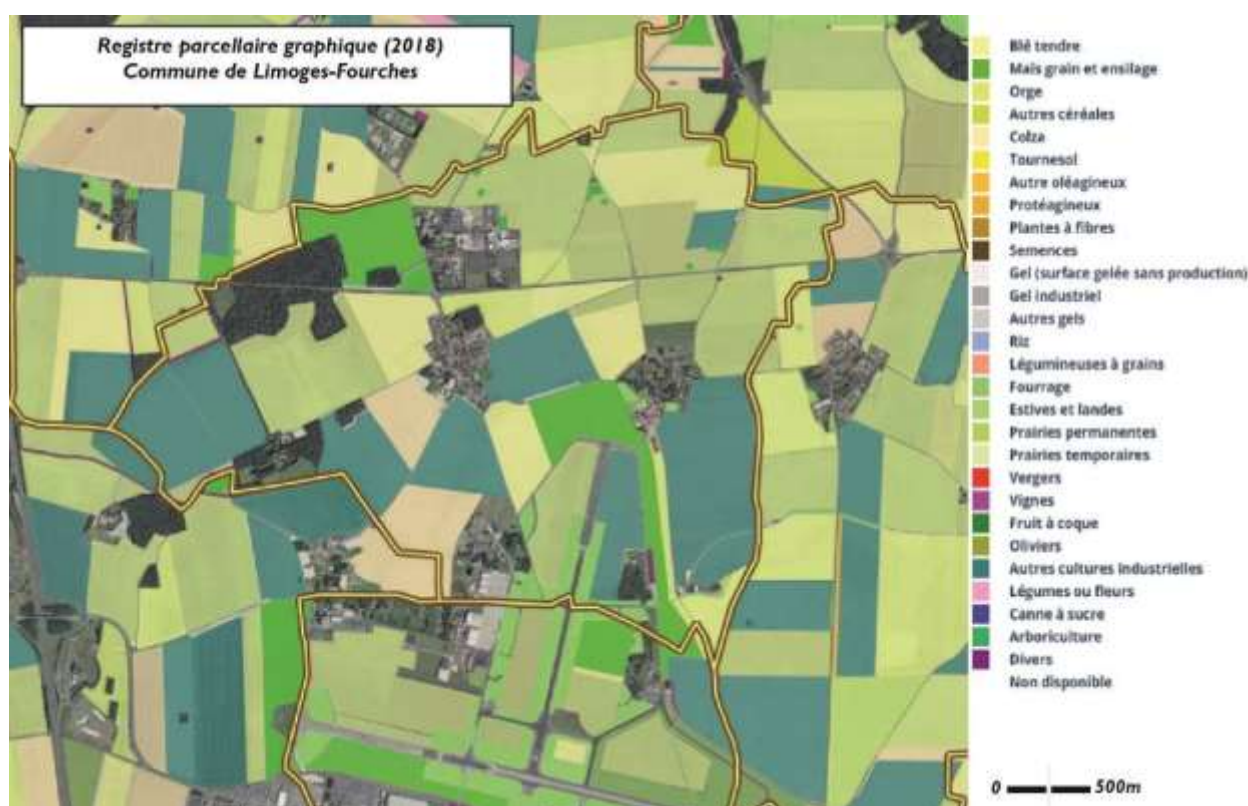 Registre parcellaire graphique (2018)
Commune de Limoges-Fourches
Blé tendre
Maïs grain et ensilage
Orge
Autres céréales
Colza
Tournesol
Autre oléagineux
Protéagineux
Plantes à fibres
Semences
Gel (surface gelée sans production)
Gel industriel
Autres gels
Riz
Légumineuses à grains
Fourrage
Estives et landes
Prairies permanentes
Prairies temporaires
Vergers
Vignes
Fruit à coque
Oliviers
Autres cultures industrielles
Légumes ou fleurs
Canne à sucre
Arboriculture
Divers
Non disponible
0 500m